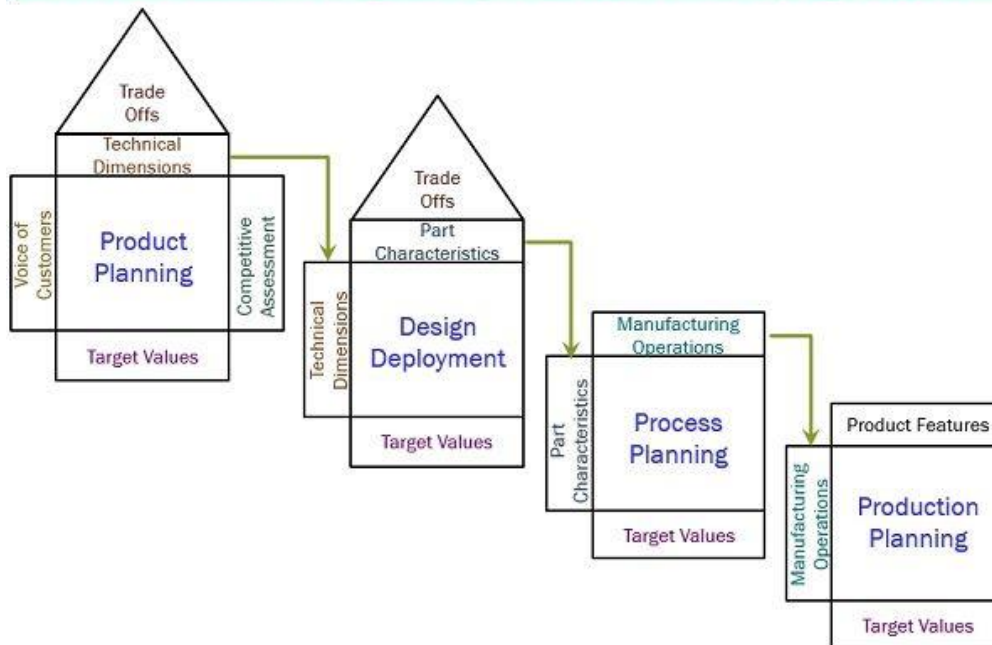 Trade
Offs
Technical
Dimensions
Voice of
Customers
Product
Planning
Competitive
Assessment
Target Values
Trade
Offs
Part
Characteristics
Technical
Dimensions
Design
Deployment
Target Values
Manufacturing
Operations
Part
Characteristics
Process
Planning
Target Values
Product Features
Manufacturing
Operations
Production
Planning
Target Values